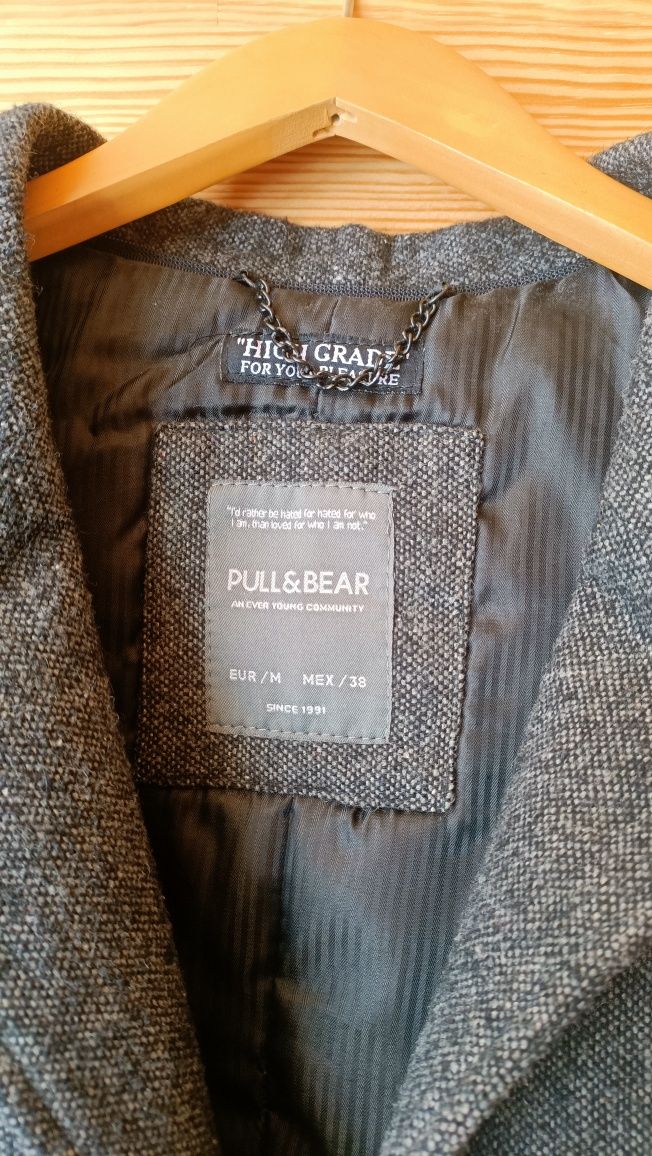 "HIGH GRADE"
FOR YOUR PLEASURE
"I'd rather be hated for hated for who
I am, than loved for who I am not."
PULL&BEAR
AN EVER YOUNG COMMUNITY
EUR/M MEX/38
SINCE 1991